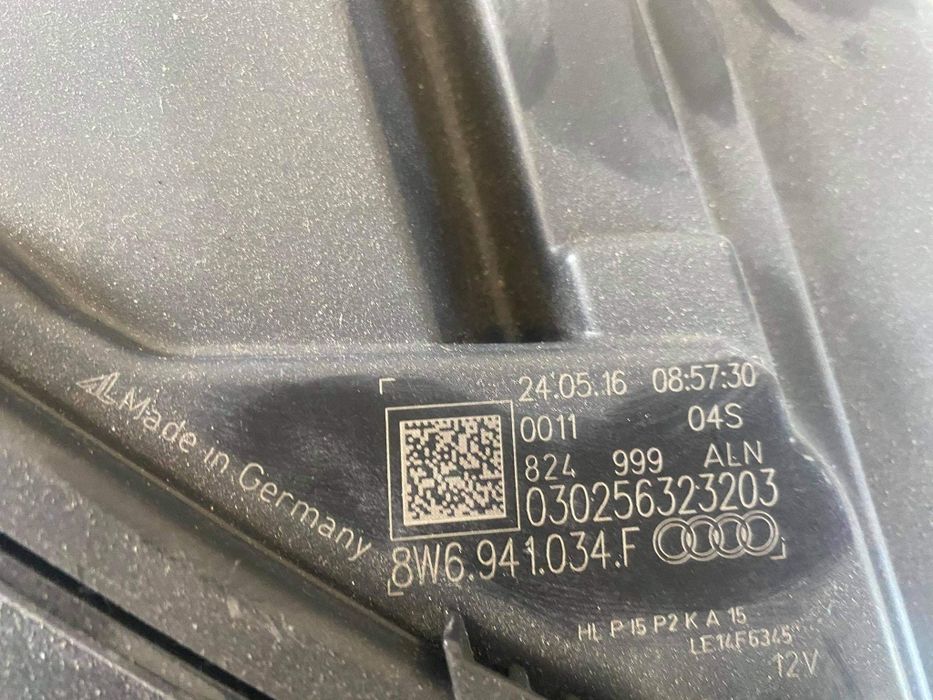 24.05.16 08:57:30
0011 04S
824 999 ALN
030256323203
8W6.941.034.F
AL Made in Germany
HL P I5 P2 K A 15
LE14F6345
12V